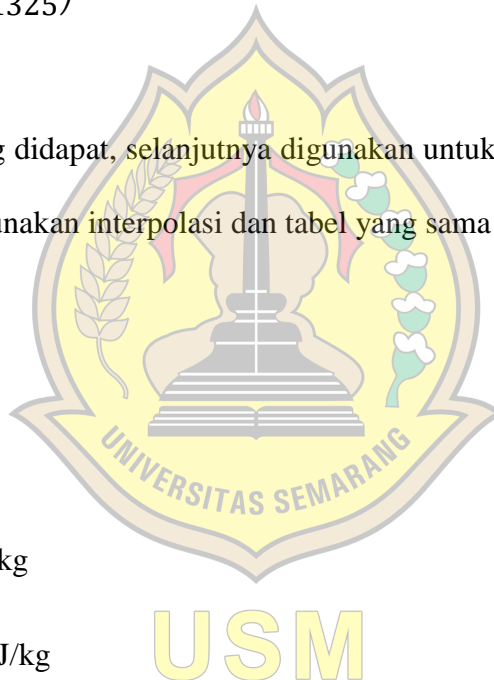 13257
g didapat, selanjutnya digunakan untuk
unakan interpolasi dan tabel yang sama
UNIVERSITAS SEMARANG
kg
J/kg
USM